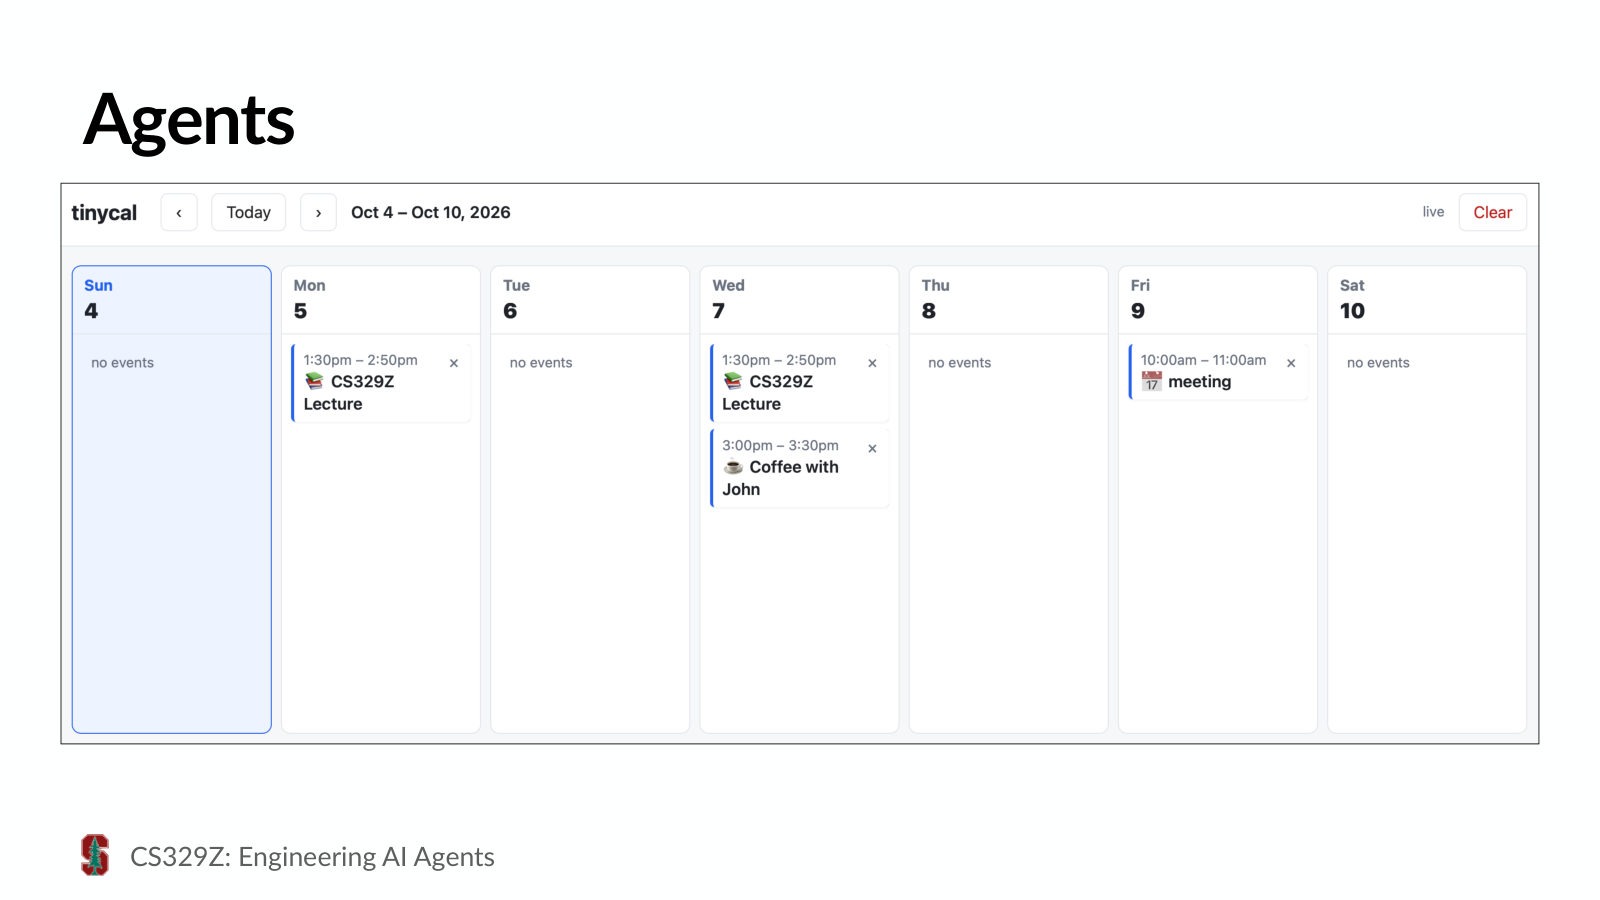 Agents
tinycal ‹ Today › Oct 4 – Oct 10, 2026 live Clear
Sun
4
no events
Mon
5
1:30pm – 2:50pm ×
📚 CS329Z
Lecture
Tue
6
no events
Wed
7
1:30pm – 2:50pm ×
📚 CS329Z
Lecture
3:00pm – 3:30pm ×
☕ Coffee with
John
Thu
8
no events
Fri
9
10:00am – 11:00am ×
📅 meeting
Sat
10
no events
CS329Z: Engineering AI Agents